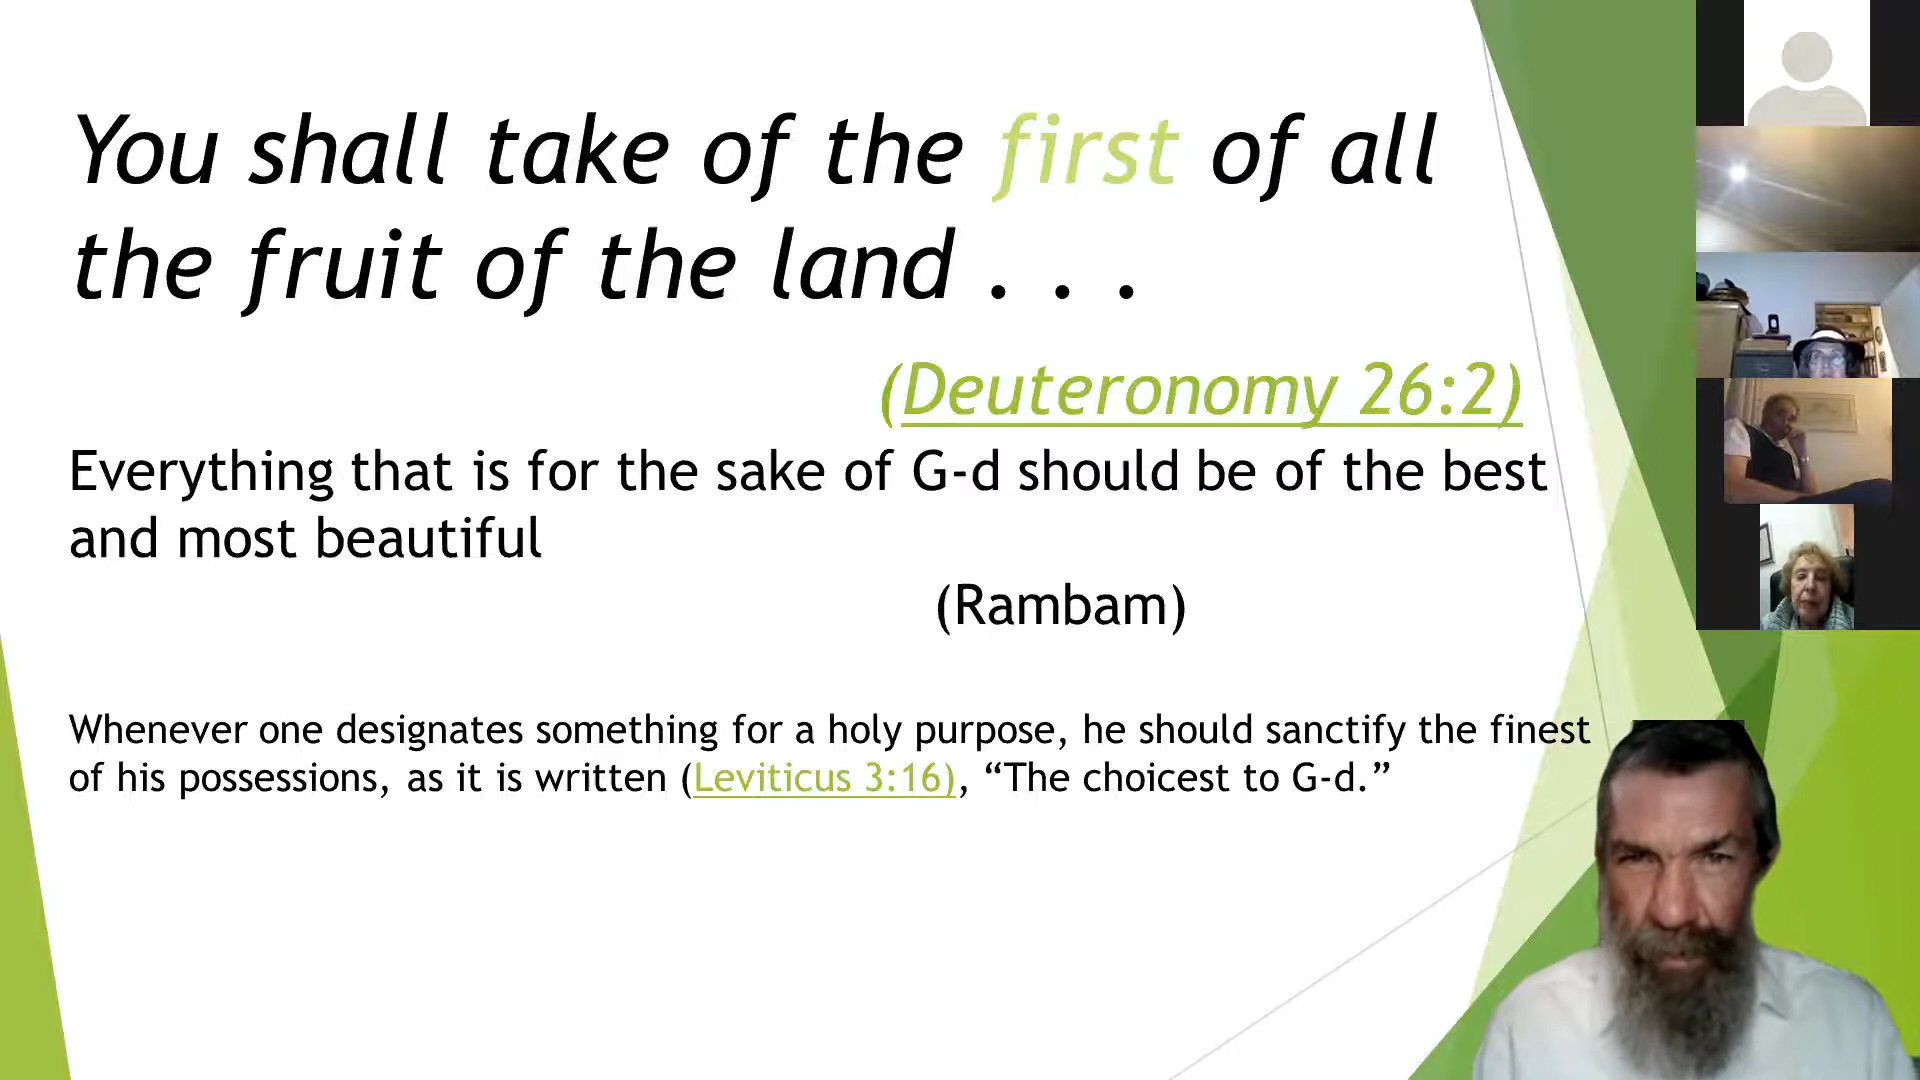 You shall take of the first of all
the fruit of the land . . .
(Deuteronomy 26:2)
Everything that is for the sake of G-d should be of the best
and most beautiful
(Rambam)
Whenever one designates something for a holy purpose, he should sanctify the finest
of his possessions, as it is written (Leviticus 3:16), “The choicest to G-d.”